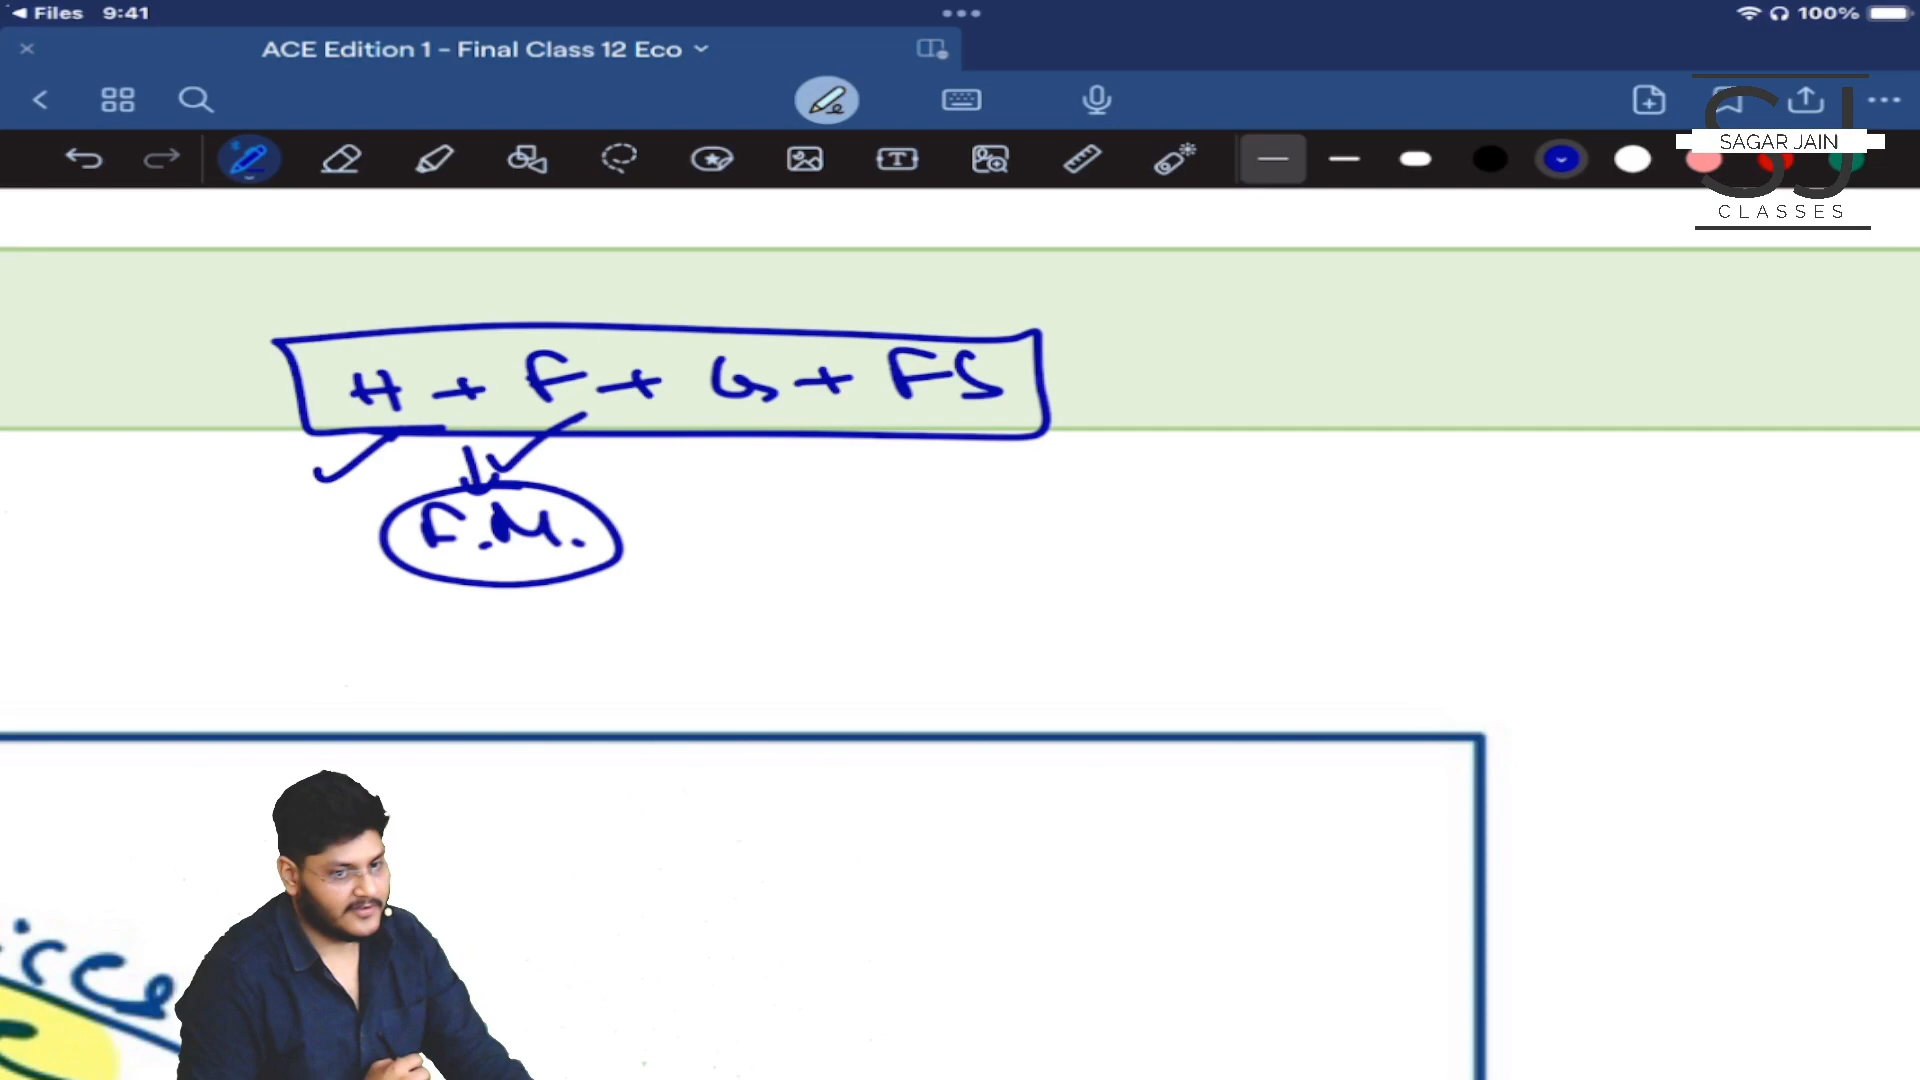 Files 9:41 100%
ACE Edition 1 - Final Class 12 Eco
SAGAR JAIN
CLASSES
H + F + G + FS
F.M.